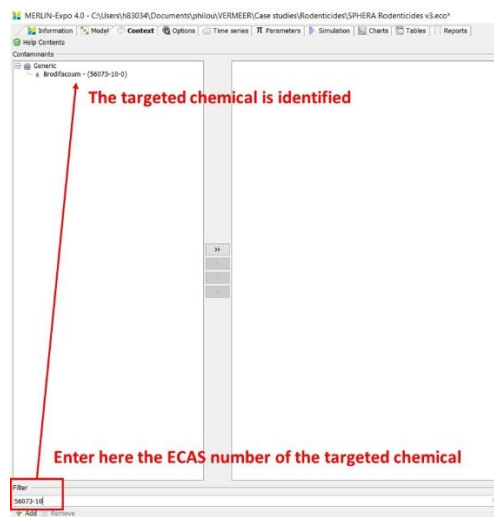 MERLIN-Expo 4.0 - C:\Users\h83034\Documents\philou\VERMEER\Case studies\Rodenticides\SPHERA Rodenticides v3.eco*
Information Model Context Options Time series π Parameters Simulation Charts Tables Reports
Help Contents
Contaminants
Generic
Brodifacoum - (56073-10-0)
The targeted chemical is identified
>>
Enter here the ECAS number of the targeted chemical
Filter
56073-10
Add Remove